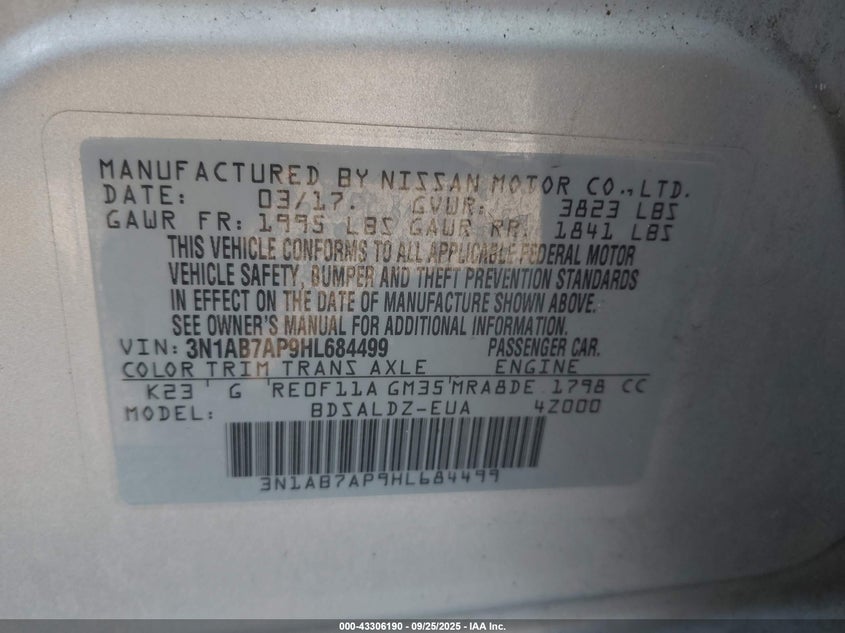 MANUFACTURED BY NISSAN MOTOR CO., LTD.
DATE: 03/17. GVWR: 3823 LBS
GAWR FR: 1995 LBS GAWR RR. 1841 LBS
THIS VEHICLE CONFORMS TO ALL APPLICABLE FEDERAL MOTOR
VEHICLE SAFETY, BUMPER AND THEFT PREVENTION STANDARDS
IN EFFECT ON THE DATE OF MANUFACTURE SHOWN ABOVE.
SEE OWNER'S MANUAL FOR ADDITIONAL INFORMATION.
VIN: 3N1AB7AP9HL684499 PASSENGER CAR.
COLOR TRIM TRANS AXLE ENGINE
K23 G RE0F11A GM35 MRA8DE 1798 CC
MODEL: BDSALDZ-EUA 4Z000
3N1AB7AP9HL684499
000-43306190 - 09/25/2025 - IAA Inc.